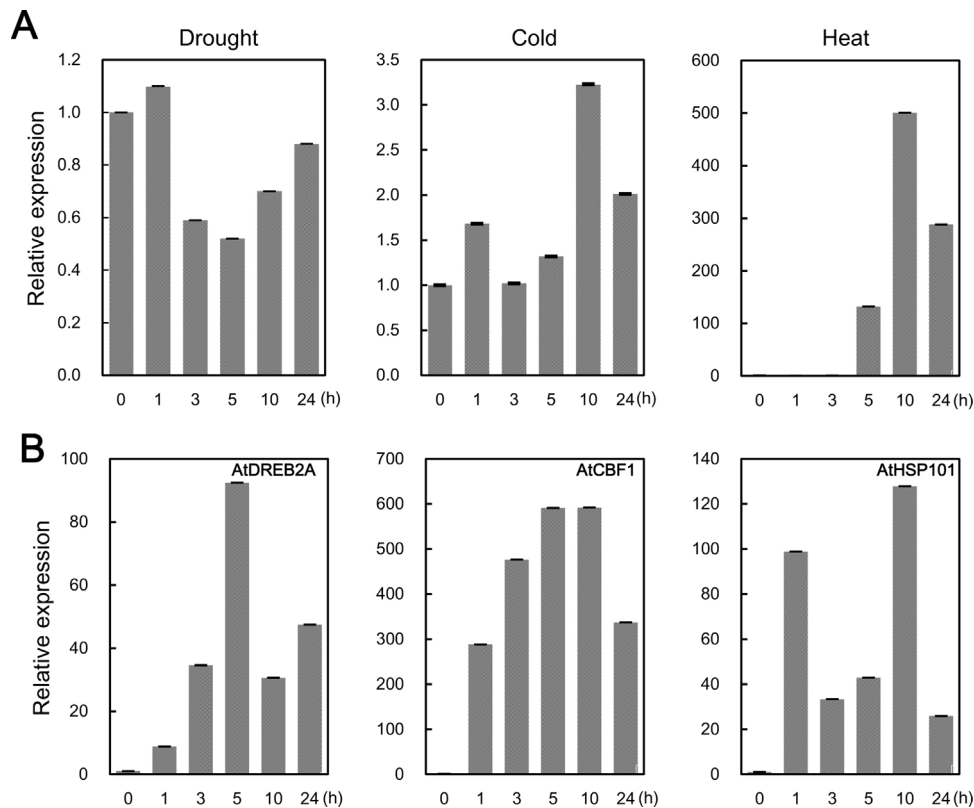 A
Drought
Cold
Heat
Relative expression
1.2
1.0
0.8
0.6
0.4
0.2
0.0
0 1 3 5 10 24 (h)
3.5
3.0
2.5
2.0
1.5
1.0
0.5
0.0
0 1 3 5 10 24 (h)
600
500
400
300
200
100
0
0 1 3 5 10 24 (h)
B
Relative expression
AtDREB2A
100
80
60
40
20
0
0 1 3 5 10 24 (h)
AtCBF1
700
600
500
400
300
200
100
0
0 1 3 5 10 24 (h)
AtHSP101
140
120
100
80
60
40
20
0
0 1 3 5 10 24 (h)